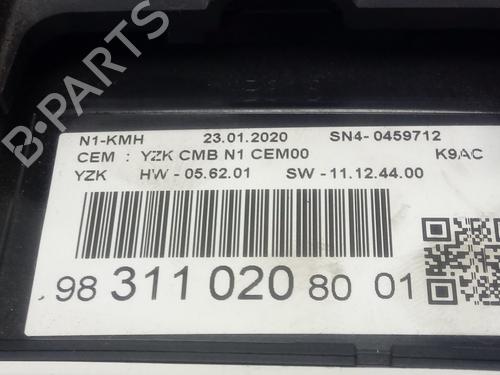 B-PARTS
N1-KMH 23.01.2020 SN4-0459712
CEM : YZK CMB N1 CEM00 K9AC
YZK HW - 05.62.01 SW - 11.12.44.00
98 311 020 80 01